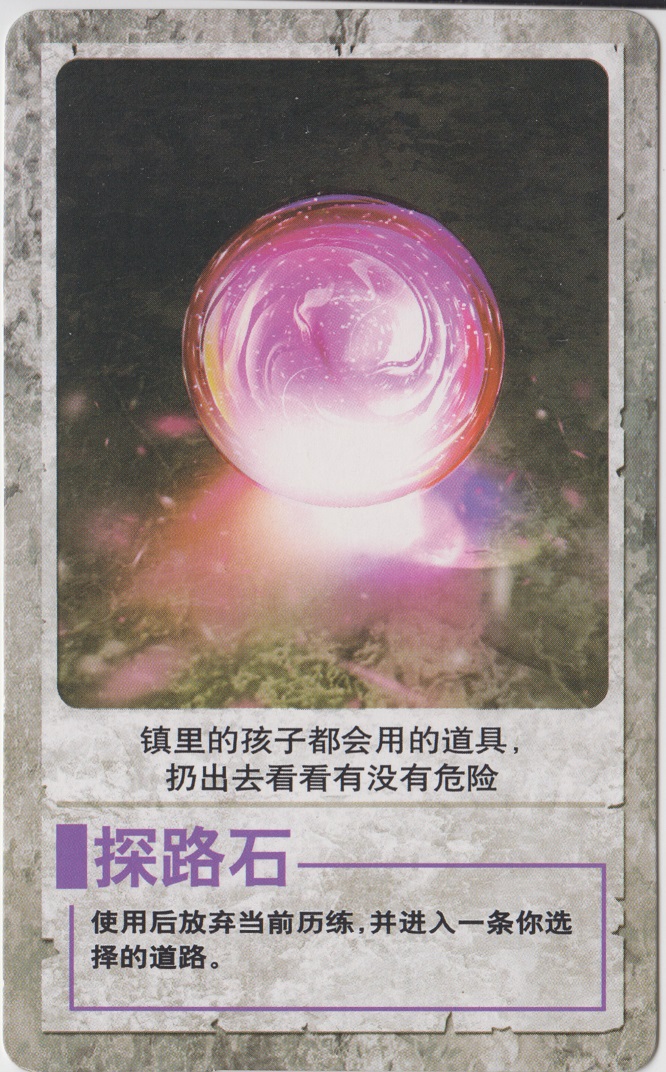 镇里的孩子都会用的道具，
扔出去看看有没有危险
探路石
使用后放弃当前历练，并进入一条你选
择的道路。